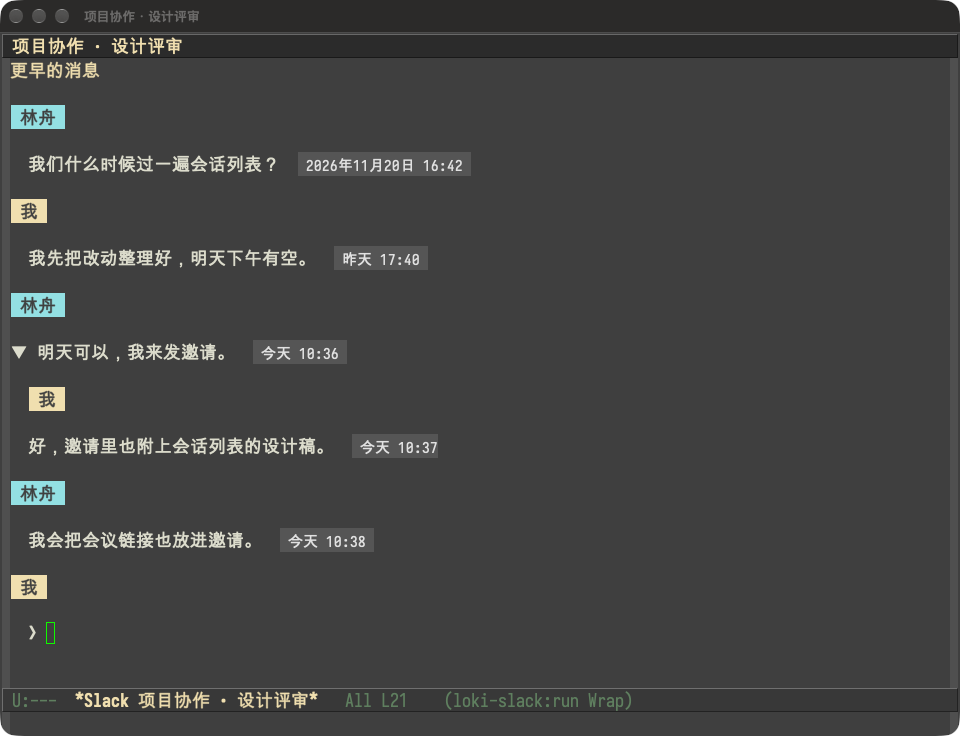 项目协作 · 设计评审
项目协作 · 设计评审
更早的消息
林舟
我们什么时候过一遍会话列表？ 2026年11月20日 16:42
我
我先把改动整理好，明天下午有空。 昨天 17:40
林舟
▼ 明天可以，我来发邀请。 今天 10:36
我
好，邀请里也附上会话列表的设计稿。 今天 10:37
林舟
我会把会议链接也放进邀请。 今天 10:38
我
❯
U:--- *Slack 项目协作 · 设计评审* All L21 (loki-slack:run Wrap)